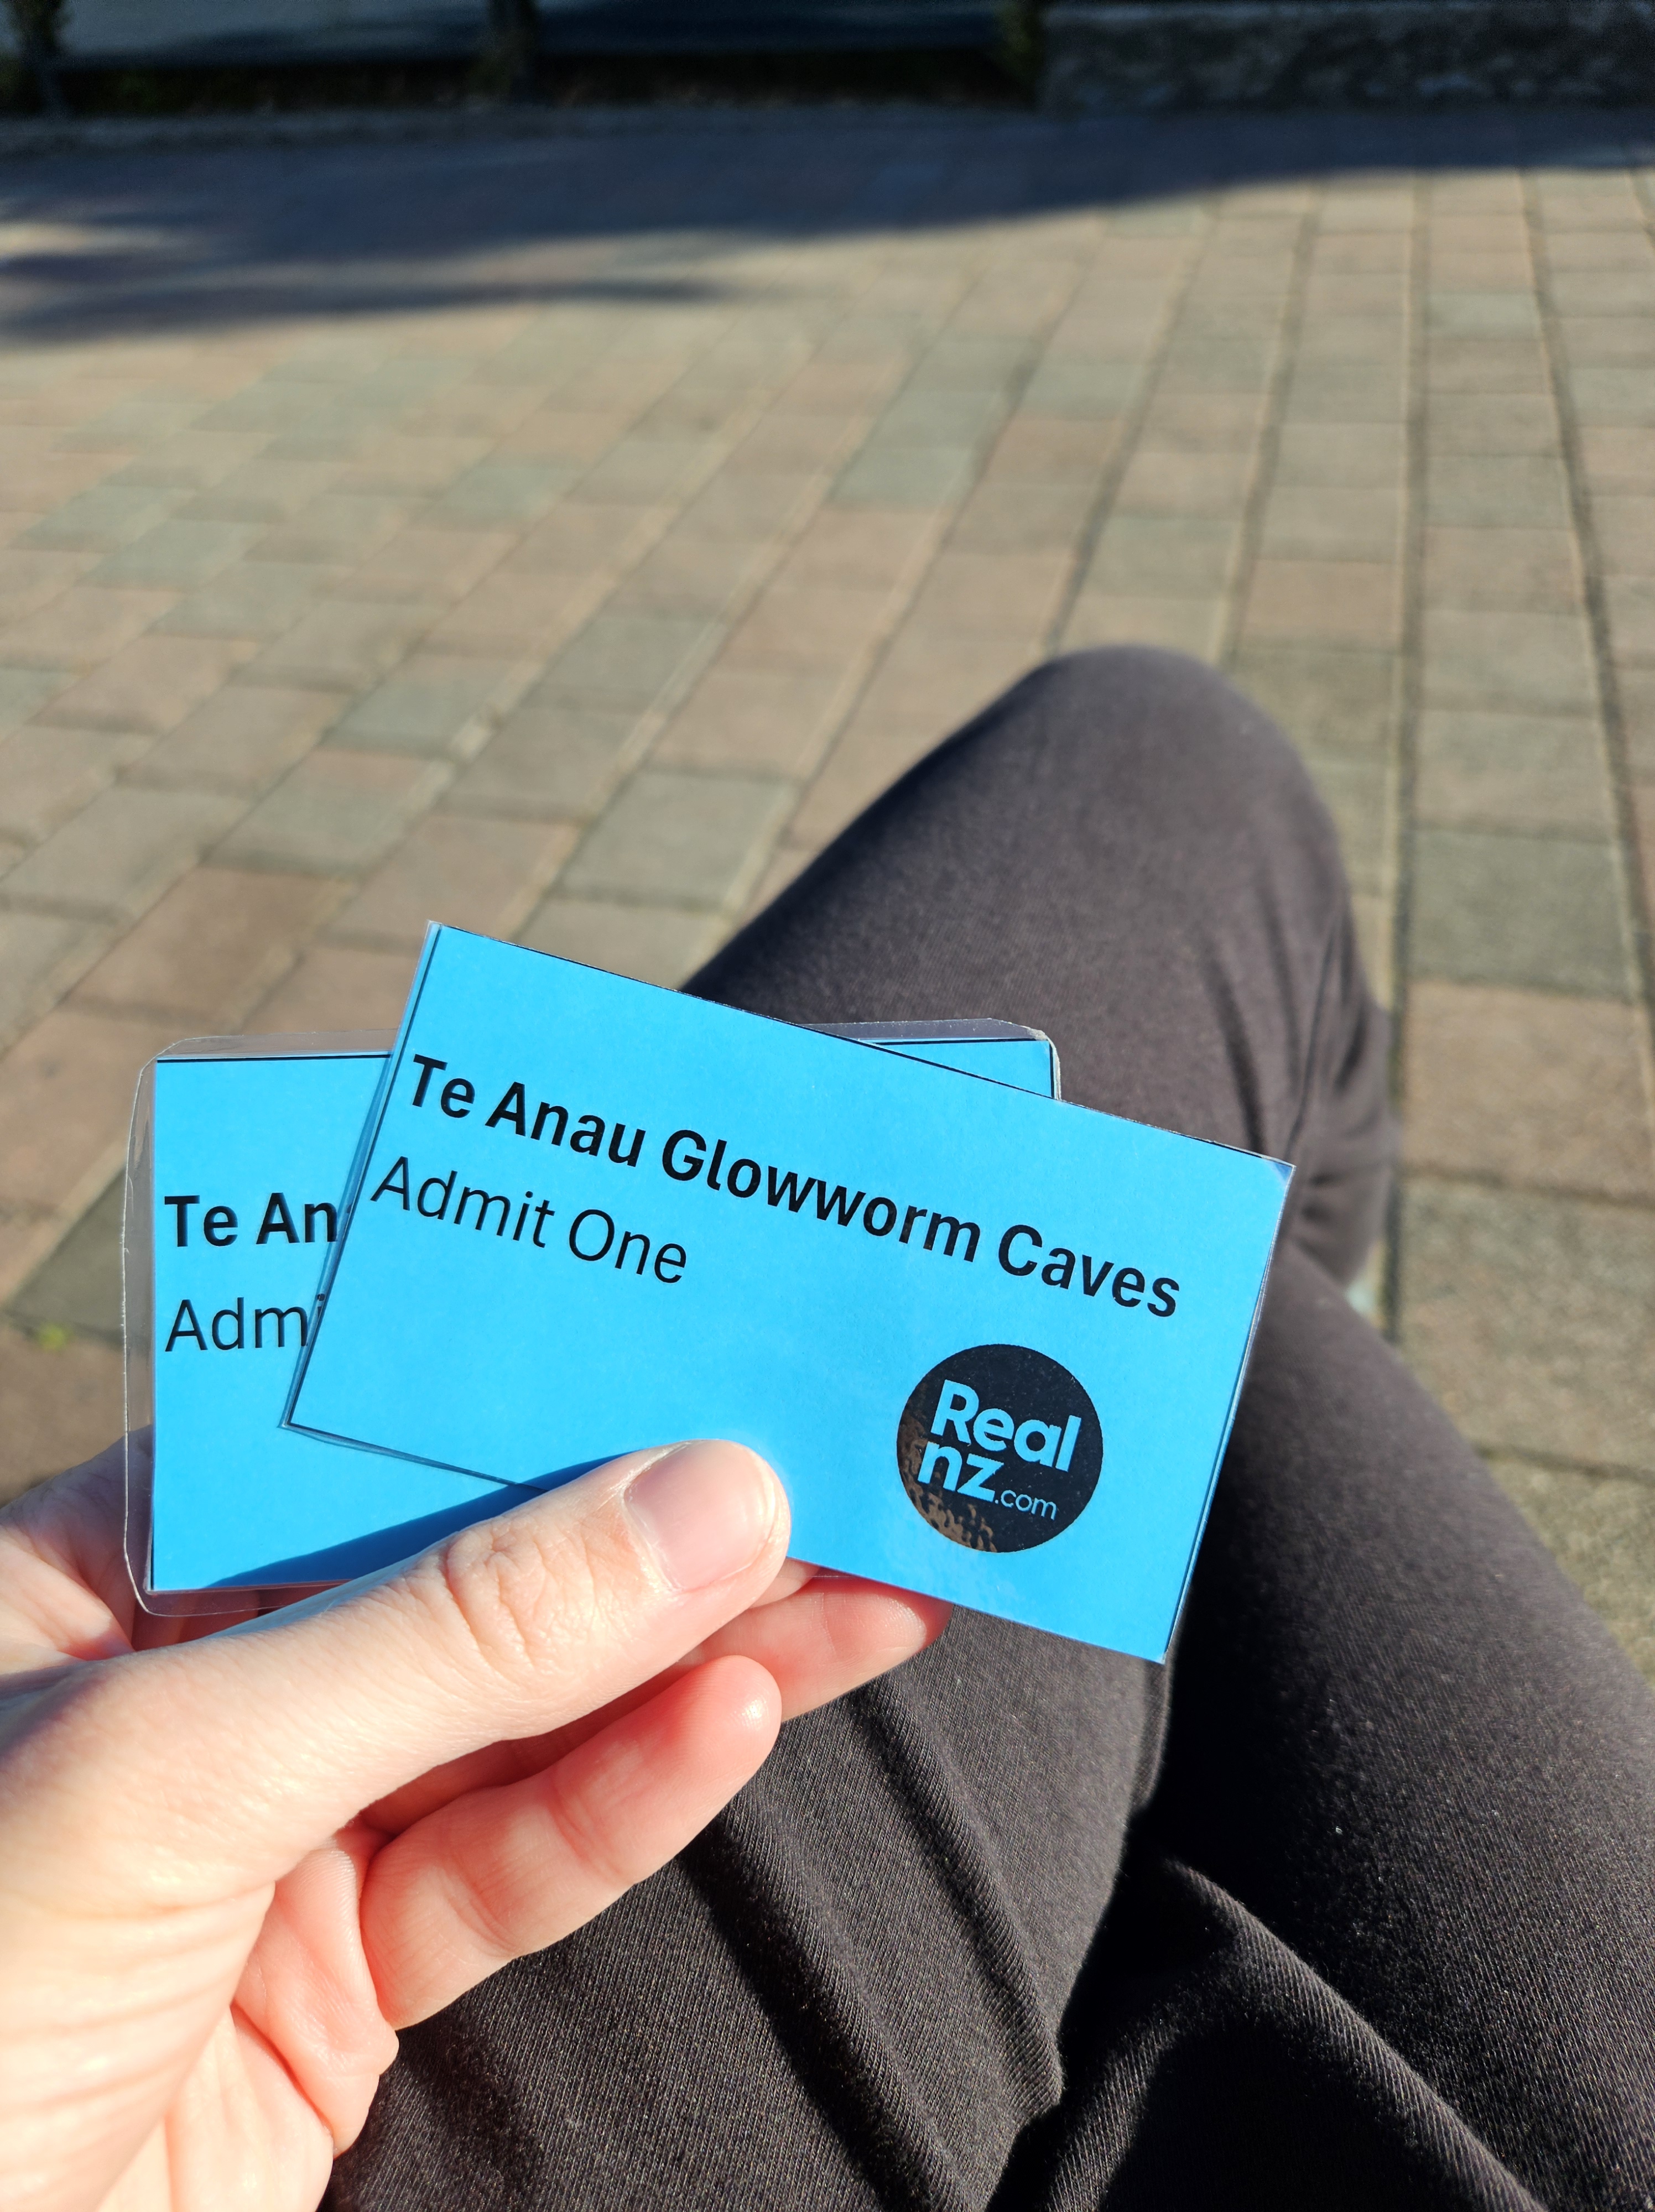 Te Anau Glowworm Caves
Admit One
Real
nz.com
Te An
Admi